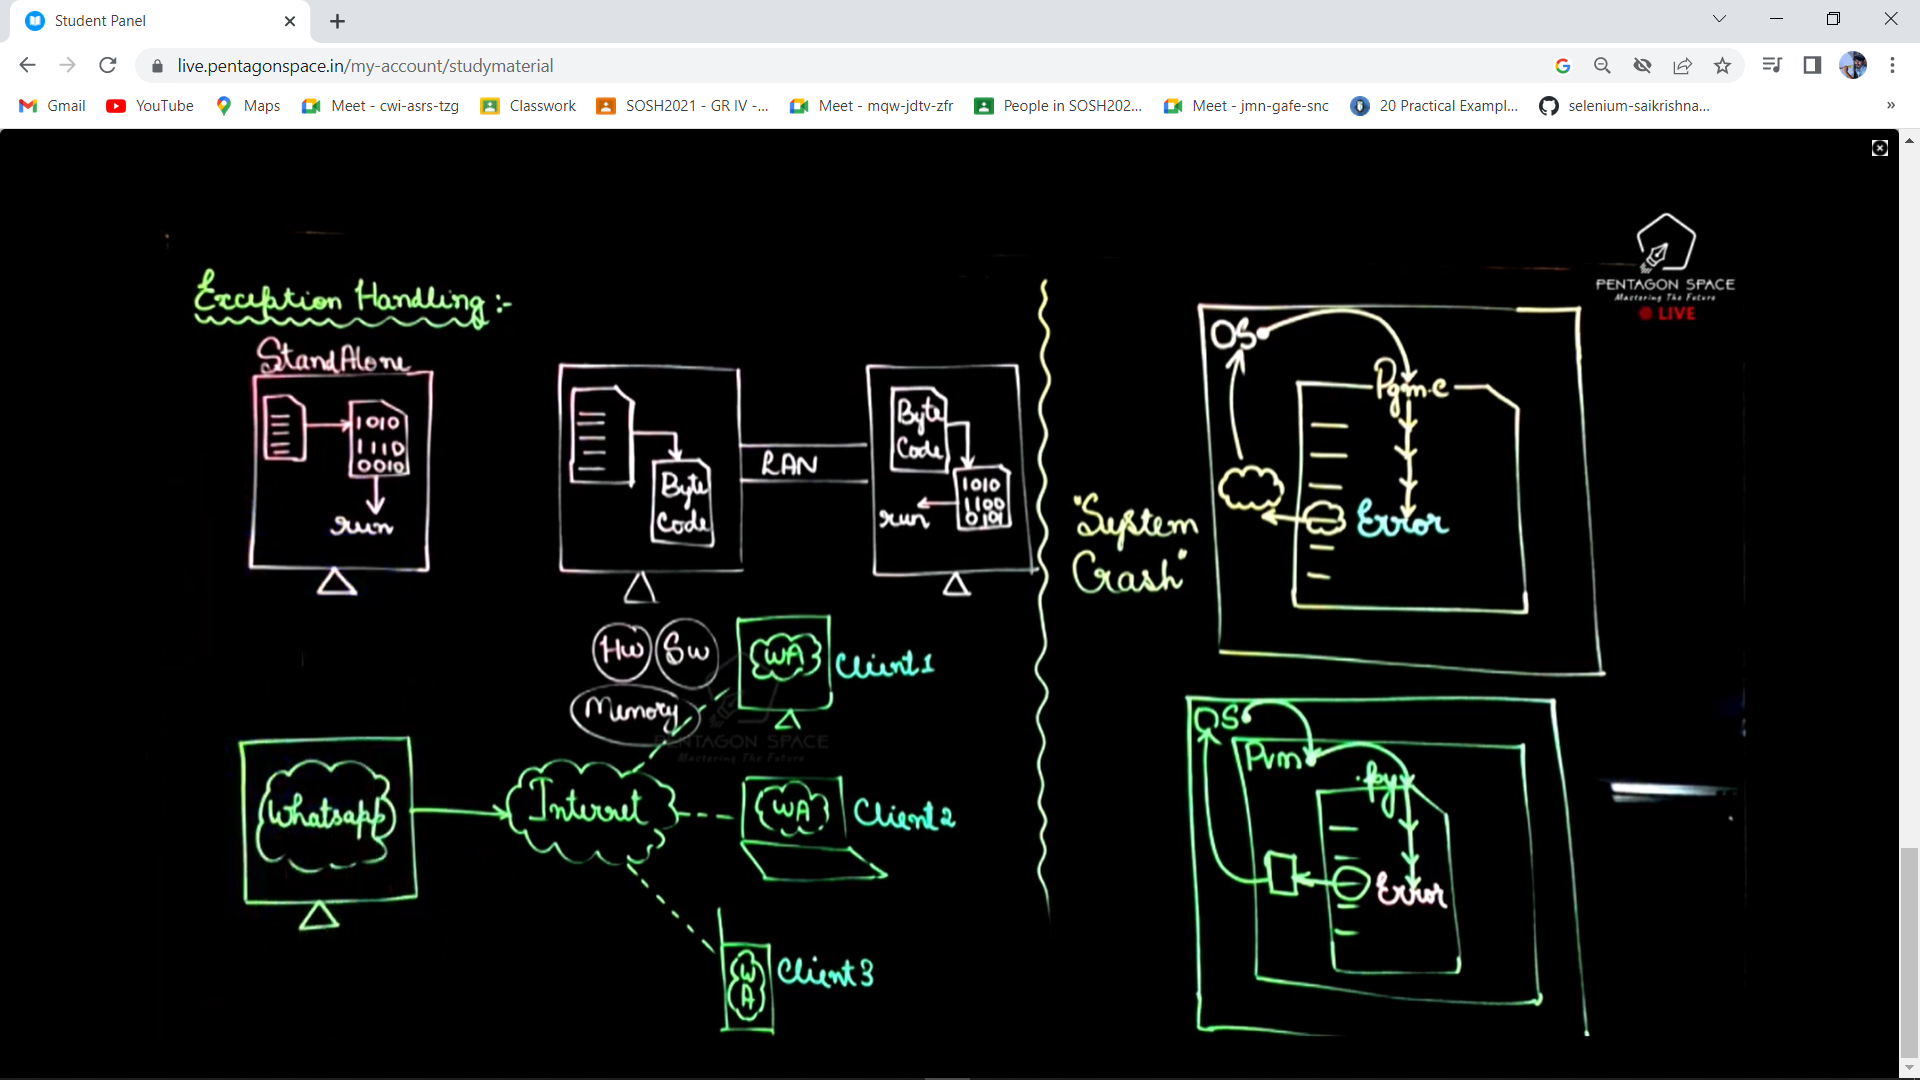 Student Panel
live.pentagonspace.in/my-account/studymaterial
Gmail
YouTube
Maps
Meet - cwi-asrs-tzg
Classwork
SOSH2021 - GR IV -...
Meet - mqw-jdtv-zfr
People in SOSH202...
Meet - jmn-gafe-snc
20 Practical Exampl...
selenium-saikrishna...
»
PENTAGON SPACE
Mastering The Future
LIVE
Exception Handling :-
StandAlone
1010
1110
0010
run
Byte
Code
LAN
Byte
Code
1010
1100
0101
run
Hw
Sw
Memory
WA
Client1
PENTAGON SPACE
Mastering The Future
Whatsapp
Internet
WA
Client2
W
A
Client3
"System
Crash"
OS
Pgm.c
Error
OS
Pvm
.py
Error